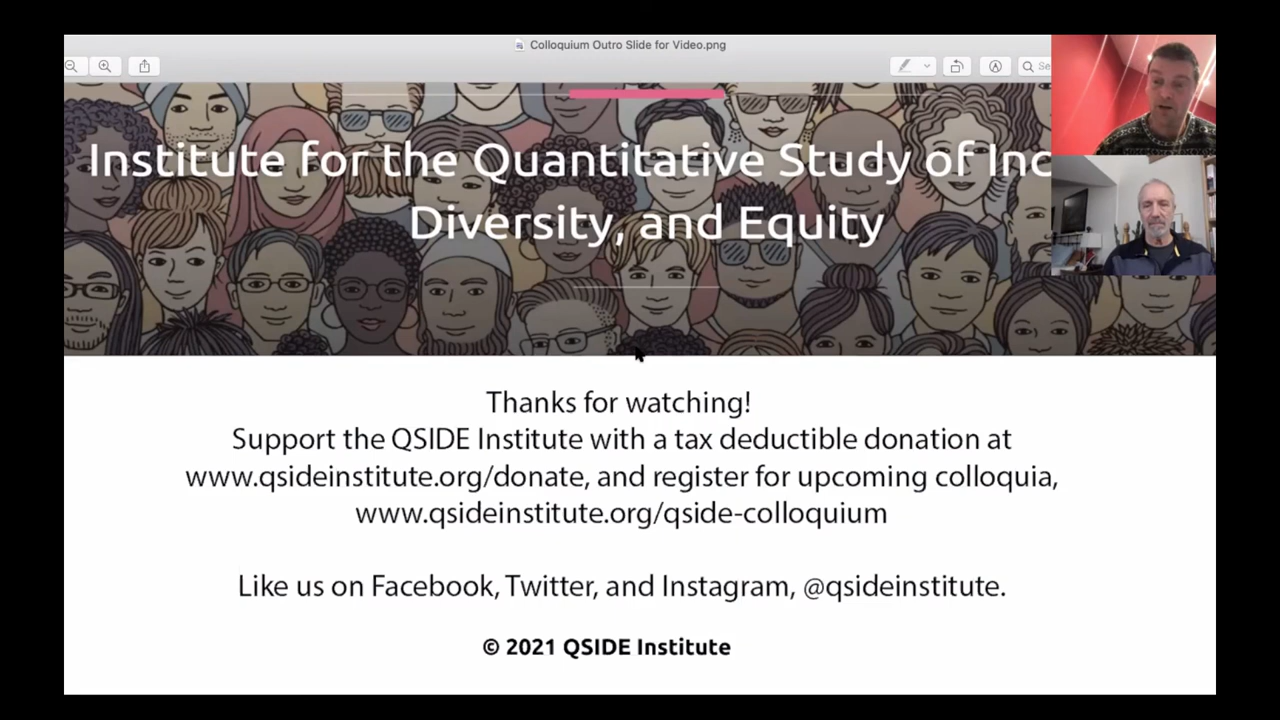 Colloquium Outro Slide for Video.png
Se
Institute for the Quantitative Study of Inc
Diversity, and Equity
Thanks for watching!
Support the QSIDE Institute with a tax deductible donation at
www.qsideinstitute.org/donate, and register for upcoming colloquia,
www.qsideinstitute.org/qside-colloquium
Like us on Facebook, Twitter, and Instagram, @qsideinstitute.
© 2021 QSIDE Institute